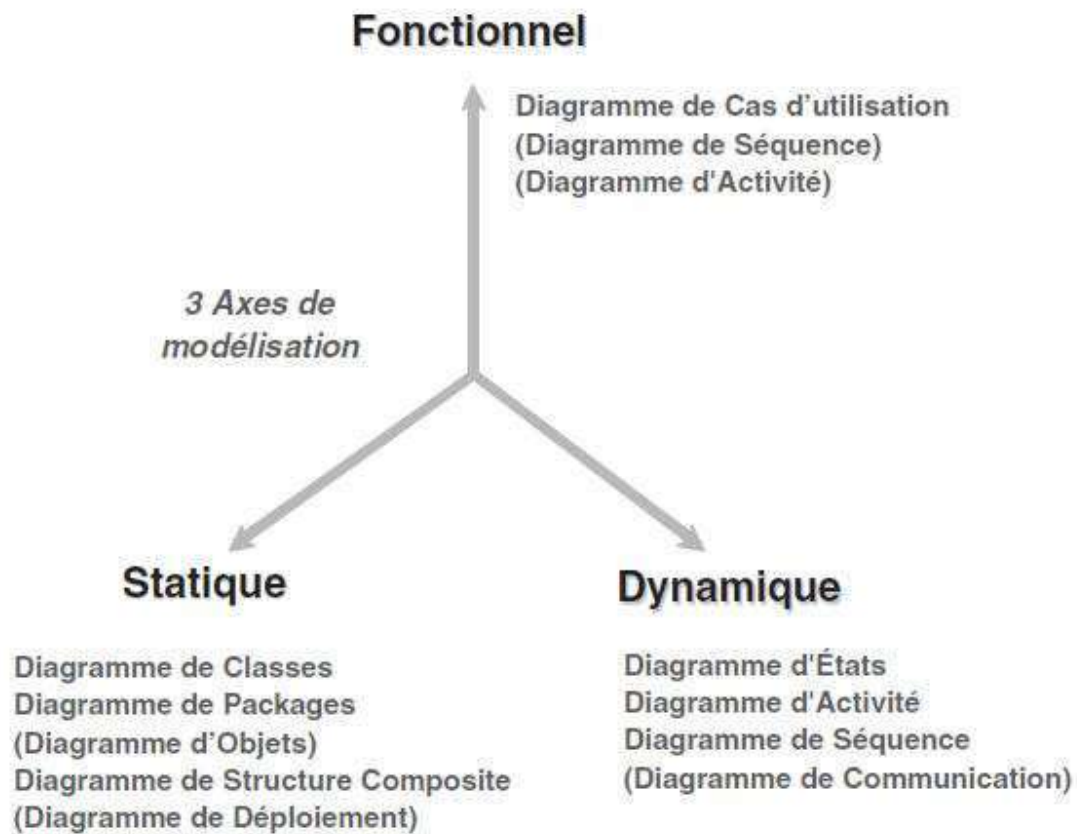 Fonctionnel
Diagramme de Cas d’utilisation
(Diagramme de Séquence)
(Diagramme d'Activité)
3 Axes de
modélisation
Statique
Diagramme de Classes
Diagramme de Packages
(Diagramme d’Objets)
Diagramme de Structure Composite
(Diagramme de Déploiement)
Dynamique
Diagramme d'États
Diagramme d'Activité
Diagramme de Séquence
(Diagramme de Communication)